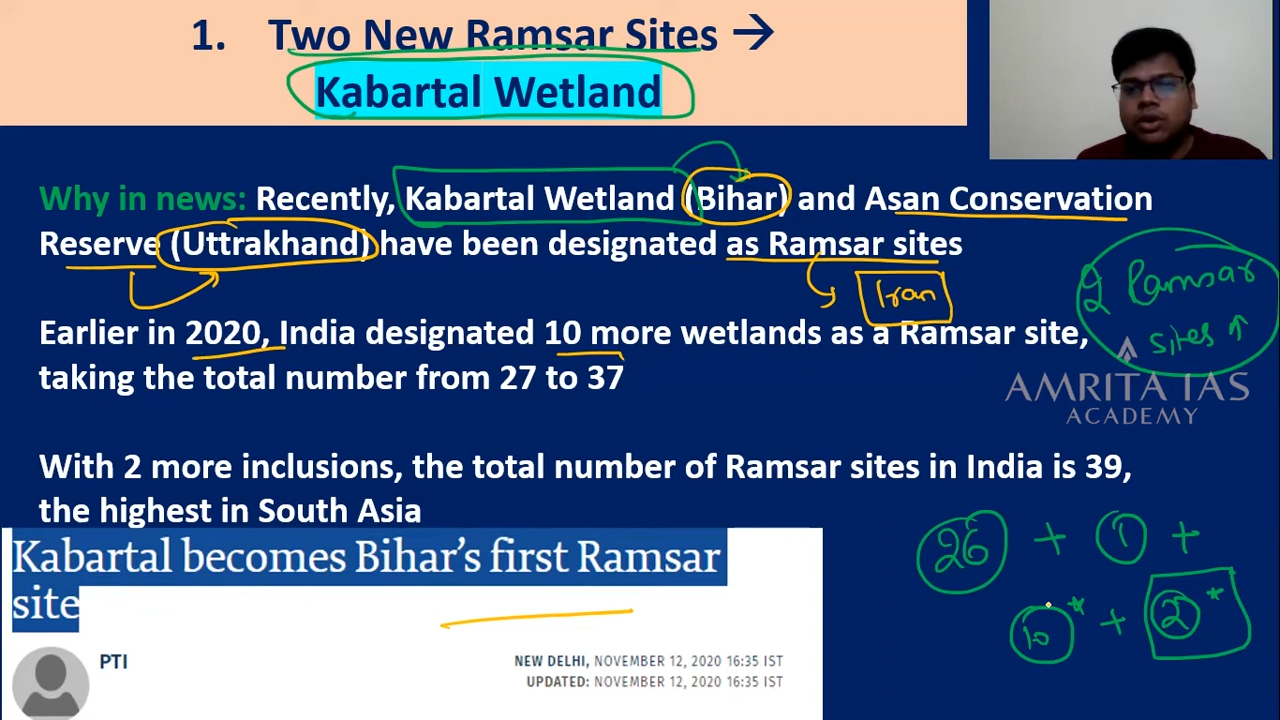 1. Two New Ramsar Sites →
Kabartal Wetland
Why in news: Recently, Kabartal Wetland (Bihar) and Asan Conservation
Reserve (Uttrakhand) have been designated as Ramsar sites
Iran
2 Ramsar
sites ↑
Earlier in 2020, India designated 10 more wetlands as a Ramsar site,
taking the total number from 27 to 37
AMRITA IAS
ACADEMY
With 2 more inclusions, the total number of Ramsar sites in India is 39,
the highest in South Asia
26 + 1 +
10* + 2*
Kabartal becomes Bihar’s first Ramsar
site
PTI
NEW DELHI, NOVEMBER 12, 2020 16:35 IST
UPDATED: NOVEMBER 12, 2020 16:35 IST